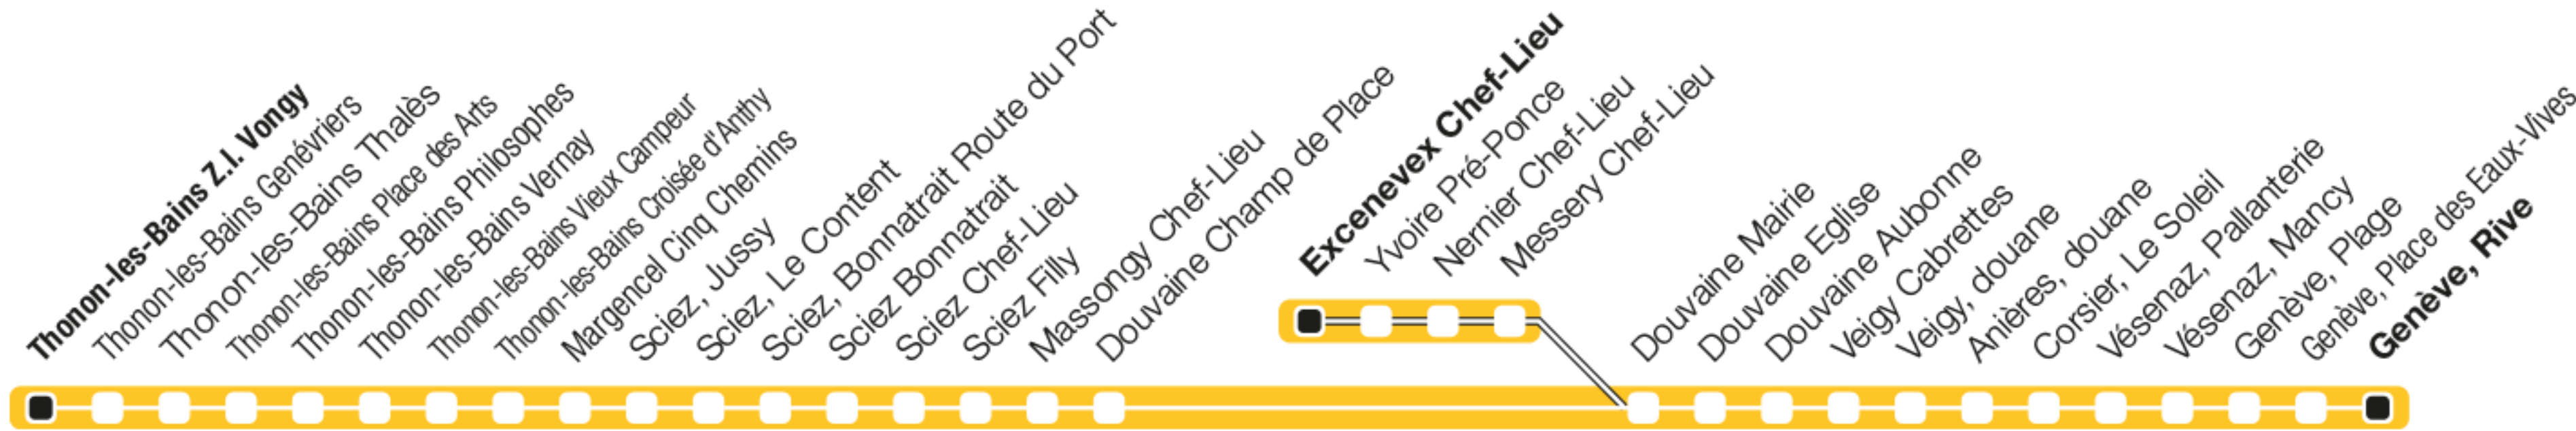 Thonon-les-Bains Z.I. Vongy
Thonon-les-Bains Genévriers
Thonon-les-Bains Thalès
Thonon-les-Bains Place des Arts
Thonon-les-Bains Philosophes
Thonon-les-Bains Vernay
Thonon-les-Bains Vieux Campeur
Thonon-les-Bains Croisée d'Anthy
Margencel Cinq Chemins
Sciez, Jussy
Sciez, Le Content
Sciez, Bonnatrait Route du Port
Sciez Bonnatrait
Sciez Chef-Lieu
Sciez Filly
Massongy Chef-Lieu
Douvaine Champ de Place
Excenevex Chef-Lieu
Yvoire Pré-Ponce
Nernier Chef-Lieu
Messery Chef-Lieu
Douvaine Mairie
Douvaine Eglise
Douvaine Aubonne
Veigy Cabrettes
Veigy, douane
Anières, douane
Corsier, Le Soleil
Vésenaz, Pallanterie
Vésenaz, Mancy
Genève, Plage
Genève, Place des Eaux-Vives
Genève, Rive